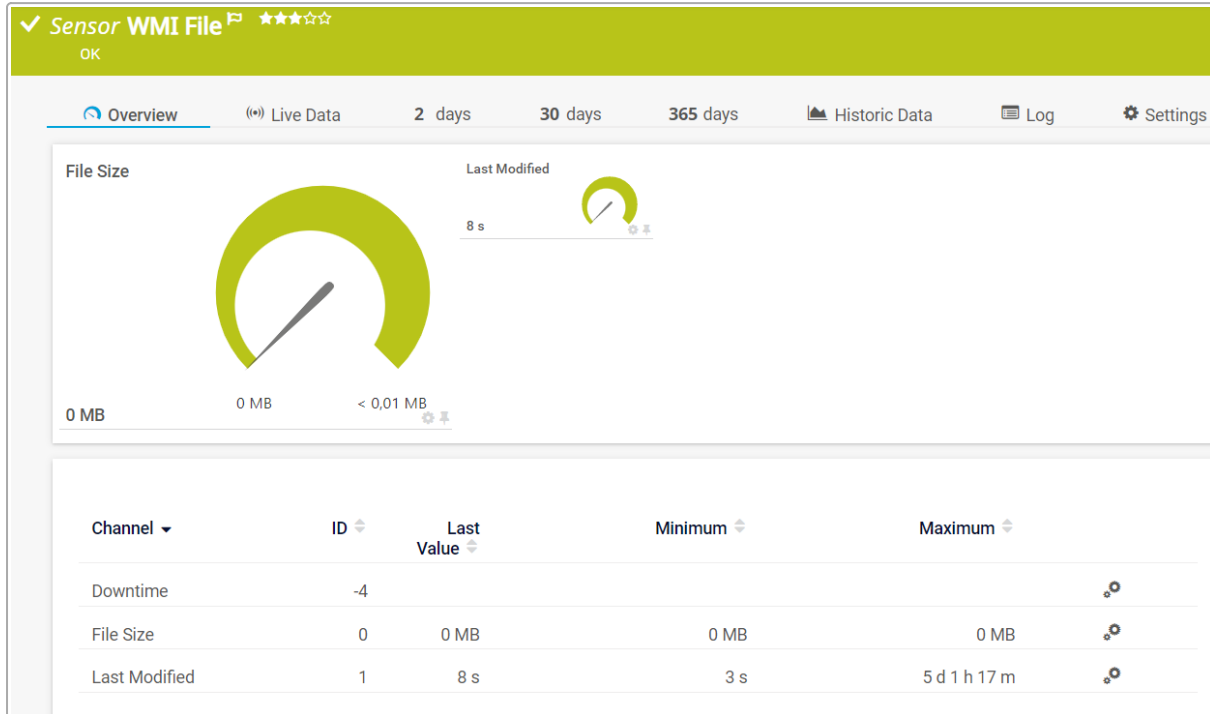 Sensor WMI File
OK
Overview Live Data 2 days 30 days 365 days Historic Data Log Settings
File Size
Last Modified
8 s
0 MB < 0,01 MB
0 MB
Channel ID Last Value Minimum Maximum
Downtime -4
File Size 0 0 MB 0 MB 0 MB
Last Modified 1 8 s 3 s 5 d 1 h 17 m